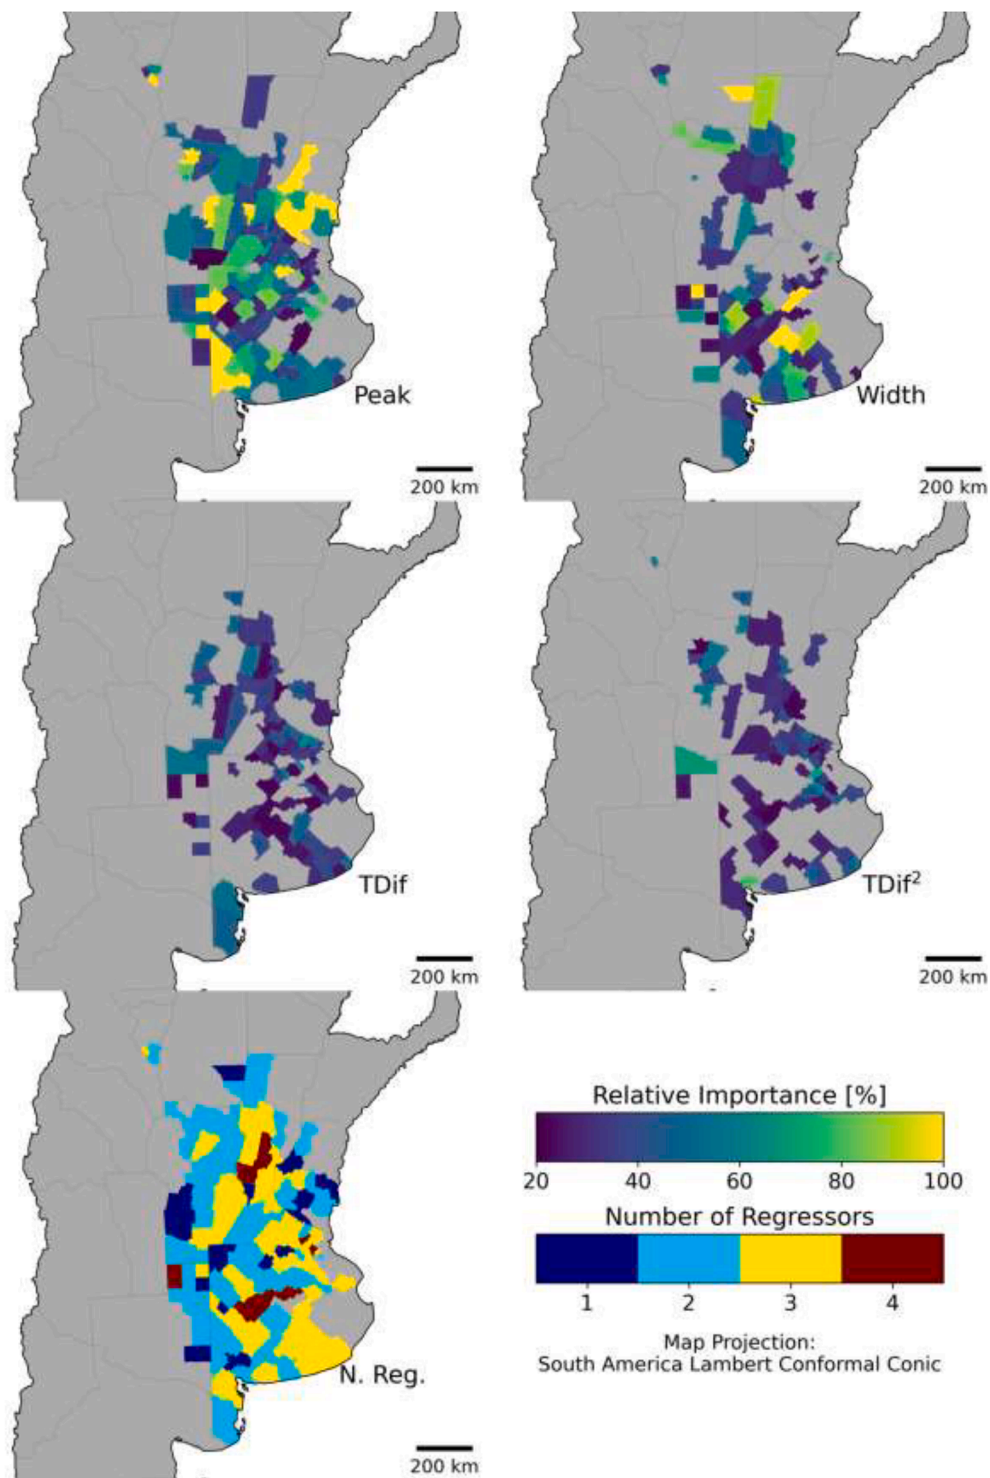 Peak
200 km
Width
200 km
TDif
200 km
TDif²
200 km
N. Reg.
200 km
Relative Importance [%]
20 40 60 80 100
Number of Regressors
1 2 3 4
Map Projection:
South America Lambert Conformal Conic